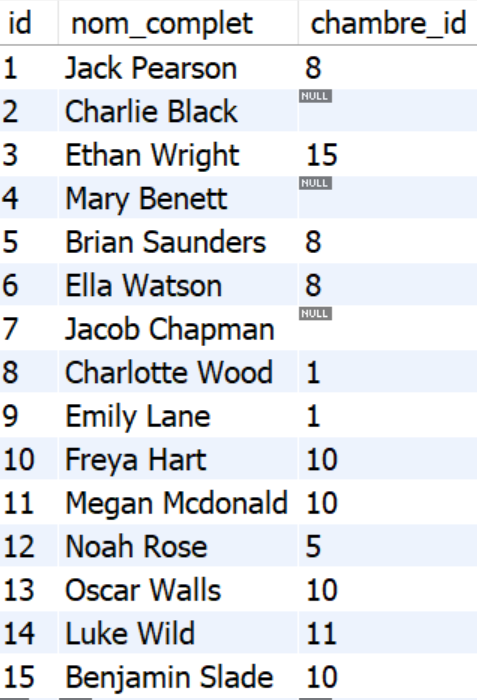 id nom_complet chambre_id
1 Jack Pearson 8
2 Charlie Black NULL
3 Ethan Wright 15
4 Mary Benett NULL
5 Brian Saunders 8
6 Ella Watson 8
7 Jacob Chapman NULL
8 Charlotte Wood 1
9 Emily Lane 1
10 Freya Hart 10
11 Megan Mcdonald 10
12 Noah Rose 5
13 Oscar Walls 10
14 Luke Wild 11
15 Benjamin Slade 10